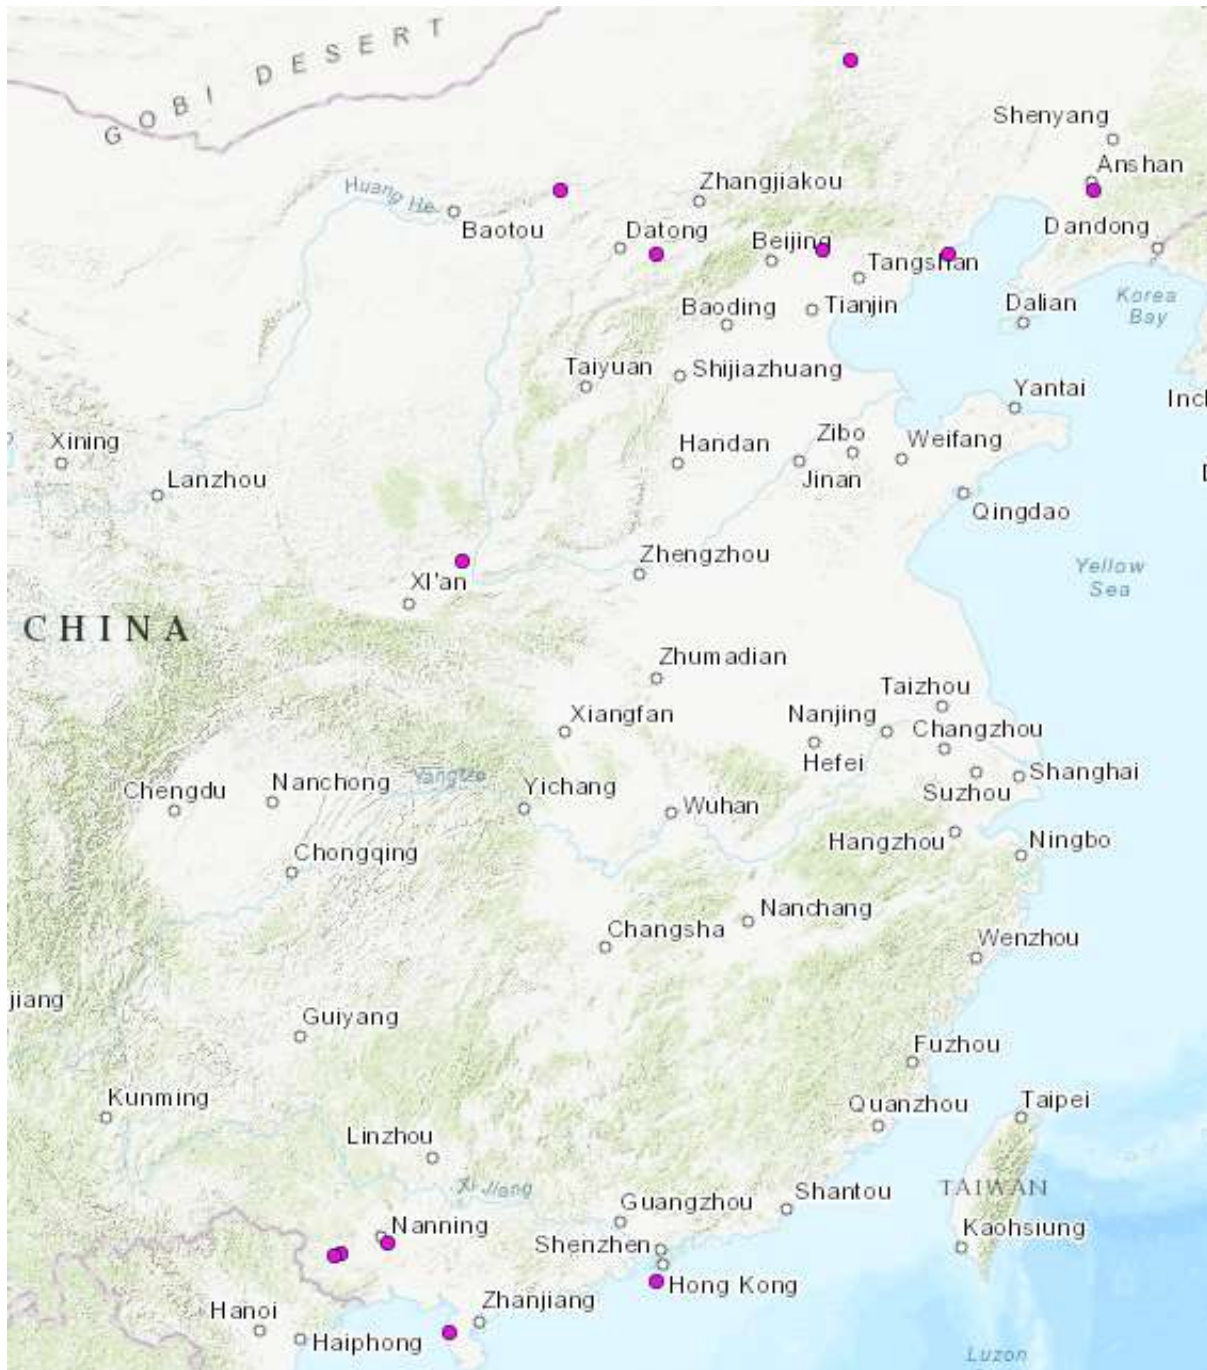 GOBI DESERT
Shenyang
Anshan
Zhangjiakou
Huang He
Baotou
Datong
Beijing
Dandong
Tangshan
Korea
Bay
Baoding
Tianjin
Dalian
Taiyuan
Shijiazhuang
Yantai
Incl
Xining
Handan
Zibo
Weifang
Lanzhou
Jinan
Qingdao
Zhengzhou
Yellow
Sea
XI'an
CHINA
Zhumadian
Taizhou
Xiangfan
Nanjing
Changzhou
Hefei
Shanghai
Chengdu
Nanchong
Yangtze
Yichang
Wuhan
Suzhou
Hangzhou
Ningbo
Chongqing
Nanchang
Changsha
Wenzhou
jiang
Guiyang
Fuzhou
Kunming
Quanzhou
Taipei
Linzhou
Xi Jiang
Guangzhou
Shantou
TAIWAN
Nanning
Shenzhen
Kaohsiung
Hong Kong
Hanoi
Zhanjiang
Haiphong
Luzon